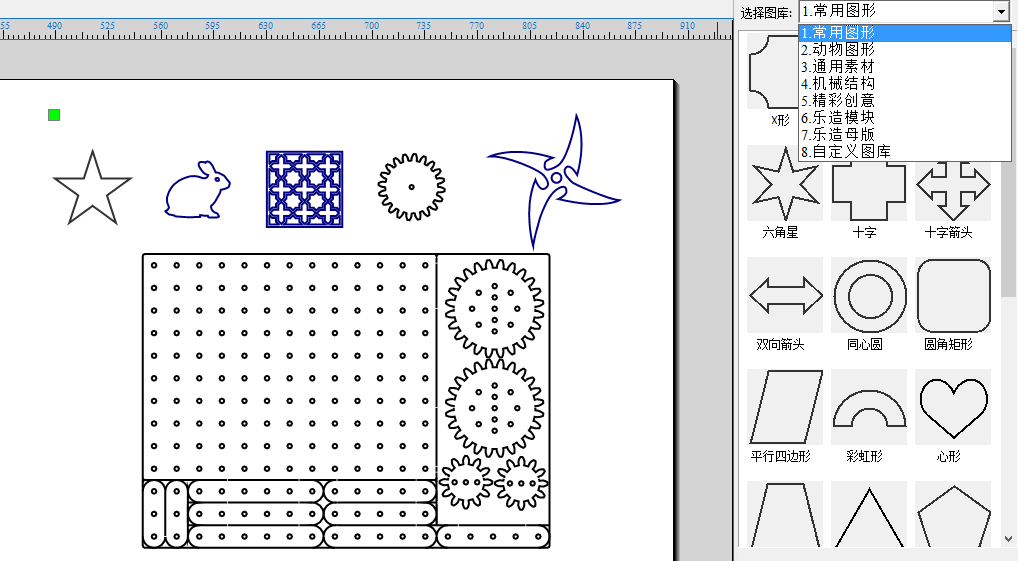 选择图库: 1.常用图形
55 490 520 560 595 630 665 700 735 770 805 840 875 910
1.常用图形
2.动物图形
3.通用素材
4.机械结构
5.精彩创意
6.乐造模块
7.乐造母版
8.自定义图库
X形
六角星 十字 十字箭头
双向箭头 同心圆 圆角矩形
平行四边形 彩虹形 心形